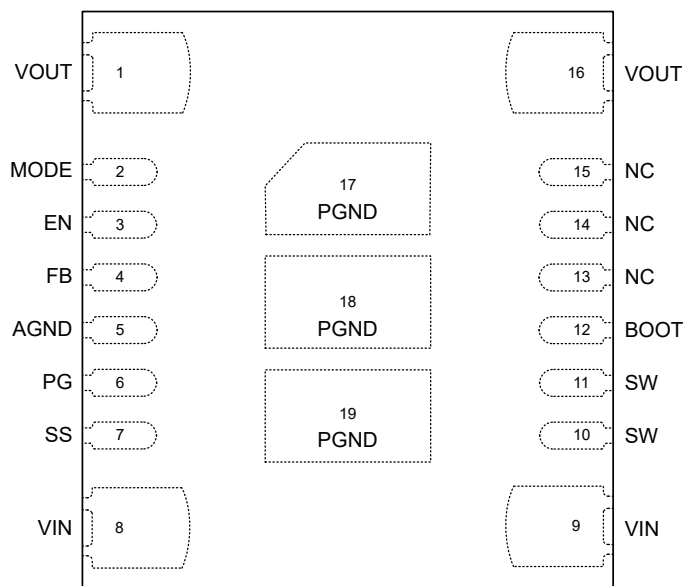 VOUT 1 16 VOUT
MODE 2 15 NC
17
PGND
EN 3 14 NC
FB 4 13 NC
18
PGND
AGND 5 12 BOOT
PG 6 11 SW
19
PGND
SS 7 10 SW
VIN 8 9 VIN